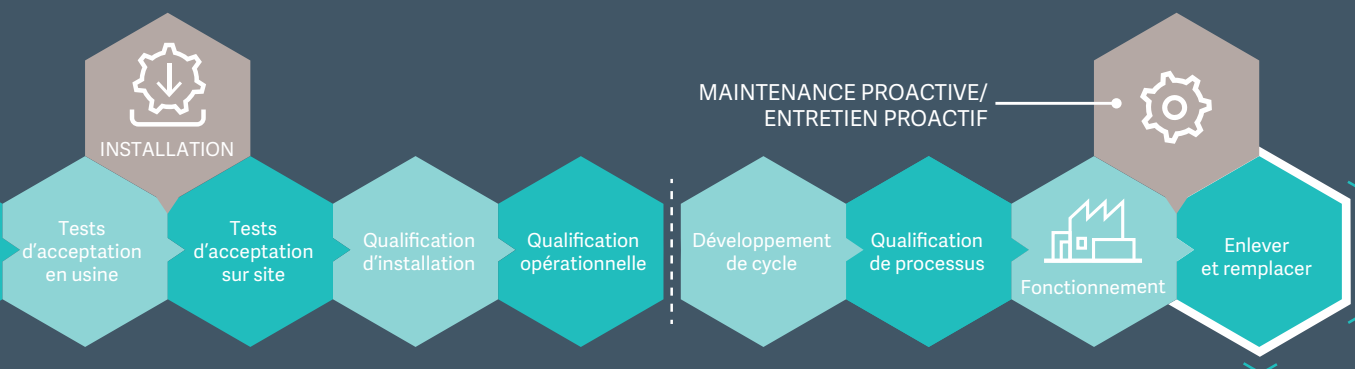 INSTALLATION
MAINTENANCE PROACTIVE/
ENTRETIEN PROACTIF
Tests
d'acceptation
en usine
Tests
d'acceptation
sur site
Qualification
d'installation
Qualification
opérationnelle
Développement
de cycle
Qualification
de processus
Fonctionnement
Enlever
et remplacer